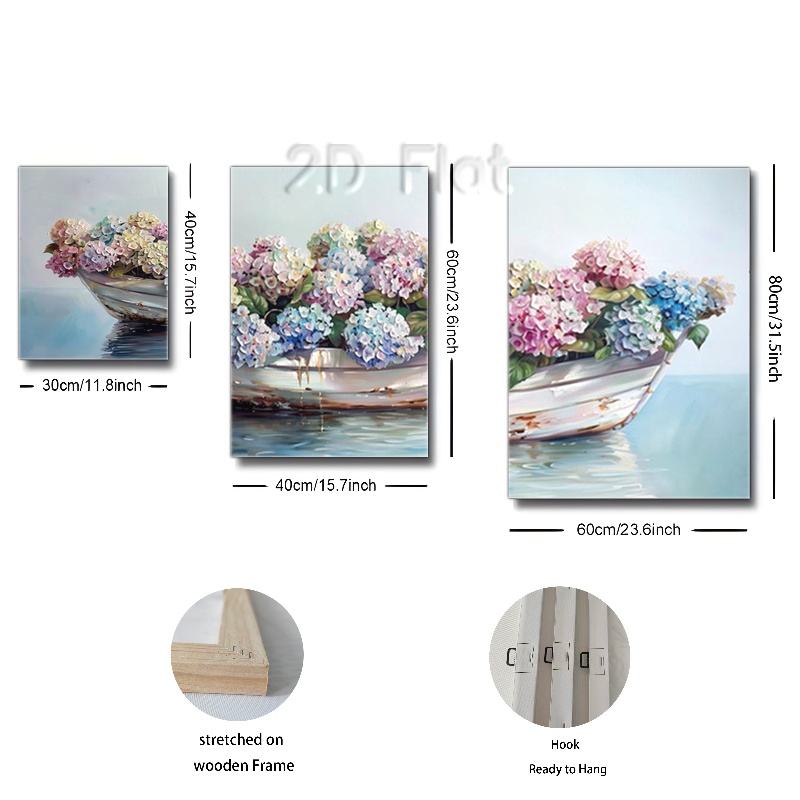 2D Flat
40cm/15.7inch
30cm/11.8inch
60cm/23.6inch
40cm/15.7inch
80cm/31.5inch
60cm/23.6inch
stretched on
wooden Frame
Hook
Ready to Hang